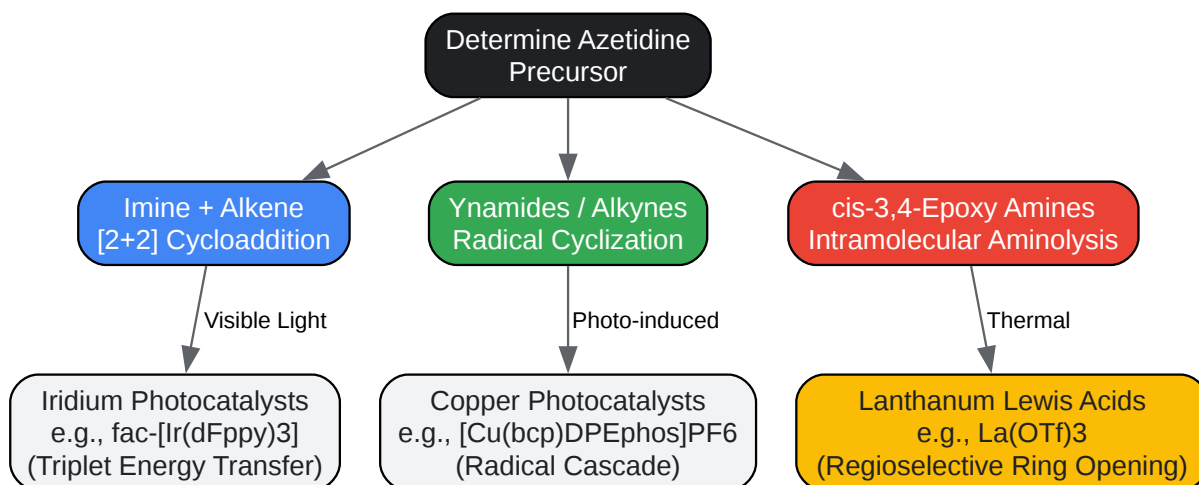 Determine Azetidine
Precursor
Imine + Alkene
[2+2] Cycloaddition
Ynamides / Alkynes
Radical Cyclization
cis-3,4-Epoxy Amines
Intramolecular Aminolysis
Visible Light
Photo-induced
Thermal
Iridium Photocatalysts
e.g., fac-[Ir(dFppy)3]
(Triplet Energy Transfer)
Copper Photocatalysts
e.g., [Cu(bcp)DPEphos]PF6
(Radical Cascade)
Lanthanum Lewis Acids
e.g., La(OTf)3
(Regioselective Ring Opening)